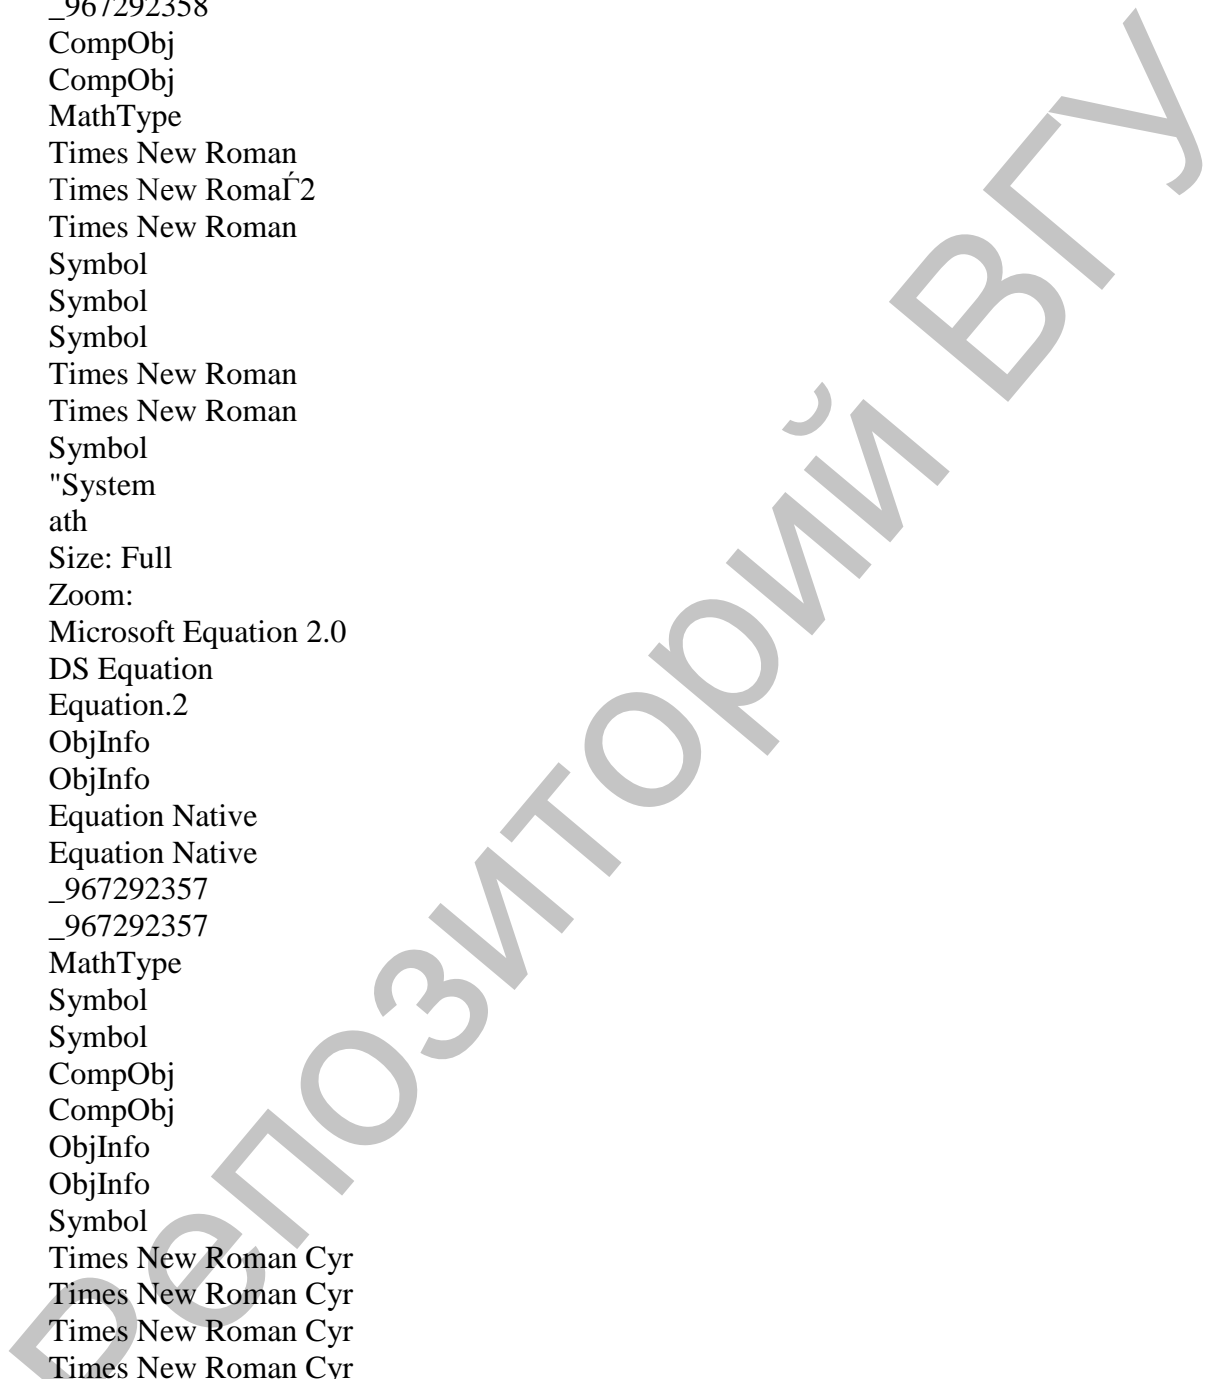 _967292358
CompObj
CompObj
MathType
Times New Roman
Times New RomaЃ2
Times New Roman
Symbol
Symbol
Symbol
Times New Roman
Times New Roman
Symbol
"System
ath
Size: Full
Zoom:
Microsoft Equation 2.0
DS Equation
Equation.2
ObjInfo
ObjInfo
Equation Native
Equation Native
_967292357
_967292357
MathType
Symbol
Symbol
CompObj
CompObj
ObjInfo
ObjInfo
Symbol
Times New Roman Cyr
Times New Roman Cyr
Times New Roman Cyr
Times New Roman Cyr
Репозиторий ВГУ